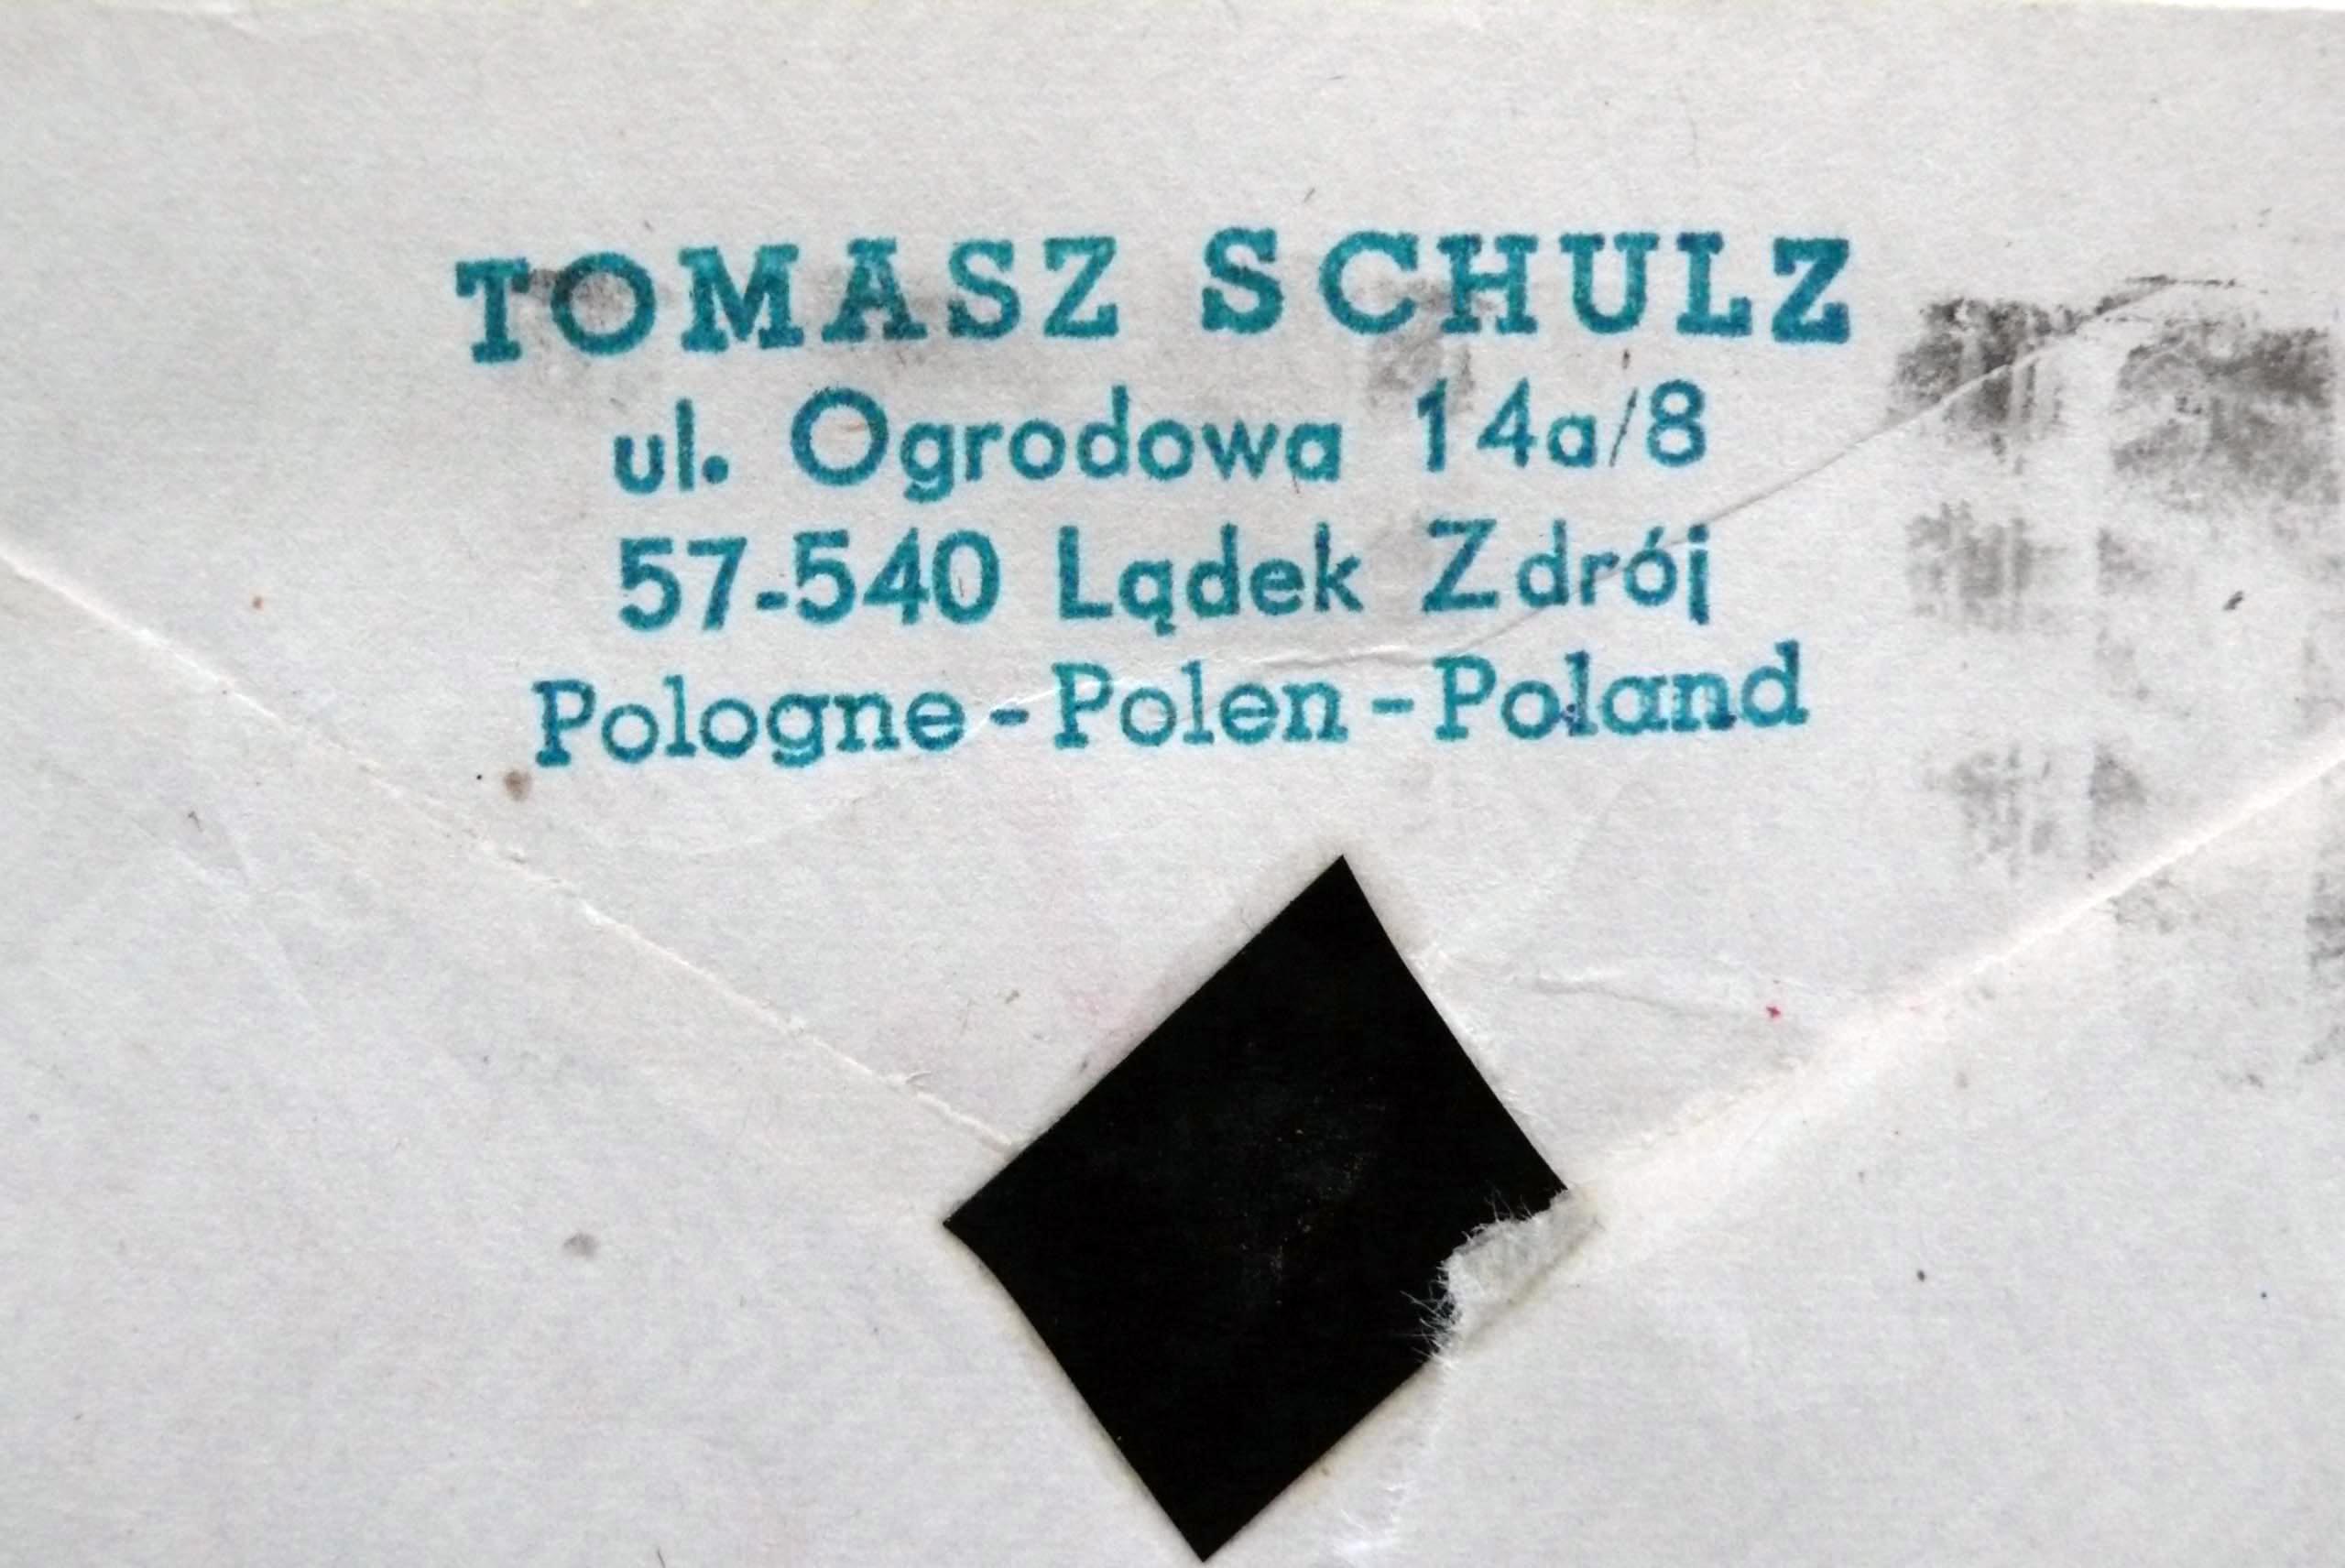 TOMASZ SCHULZ
ul. Ogrodowa 14a/8
57-540 Lądek Zdrój
Pologne - Polen - Poland